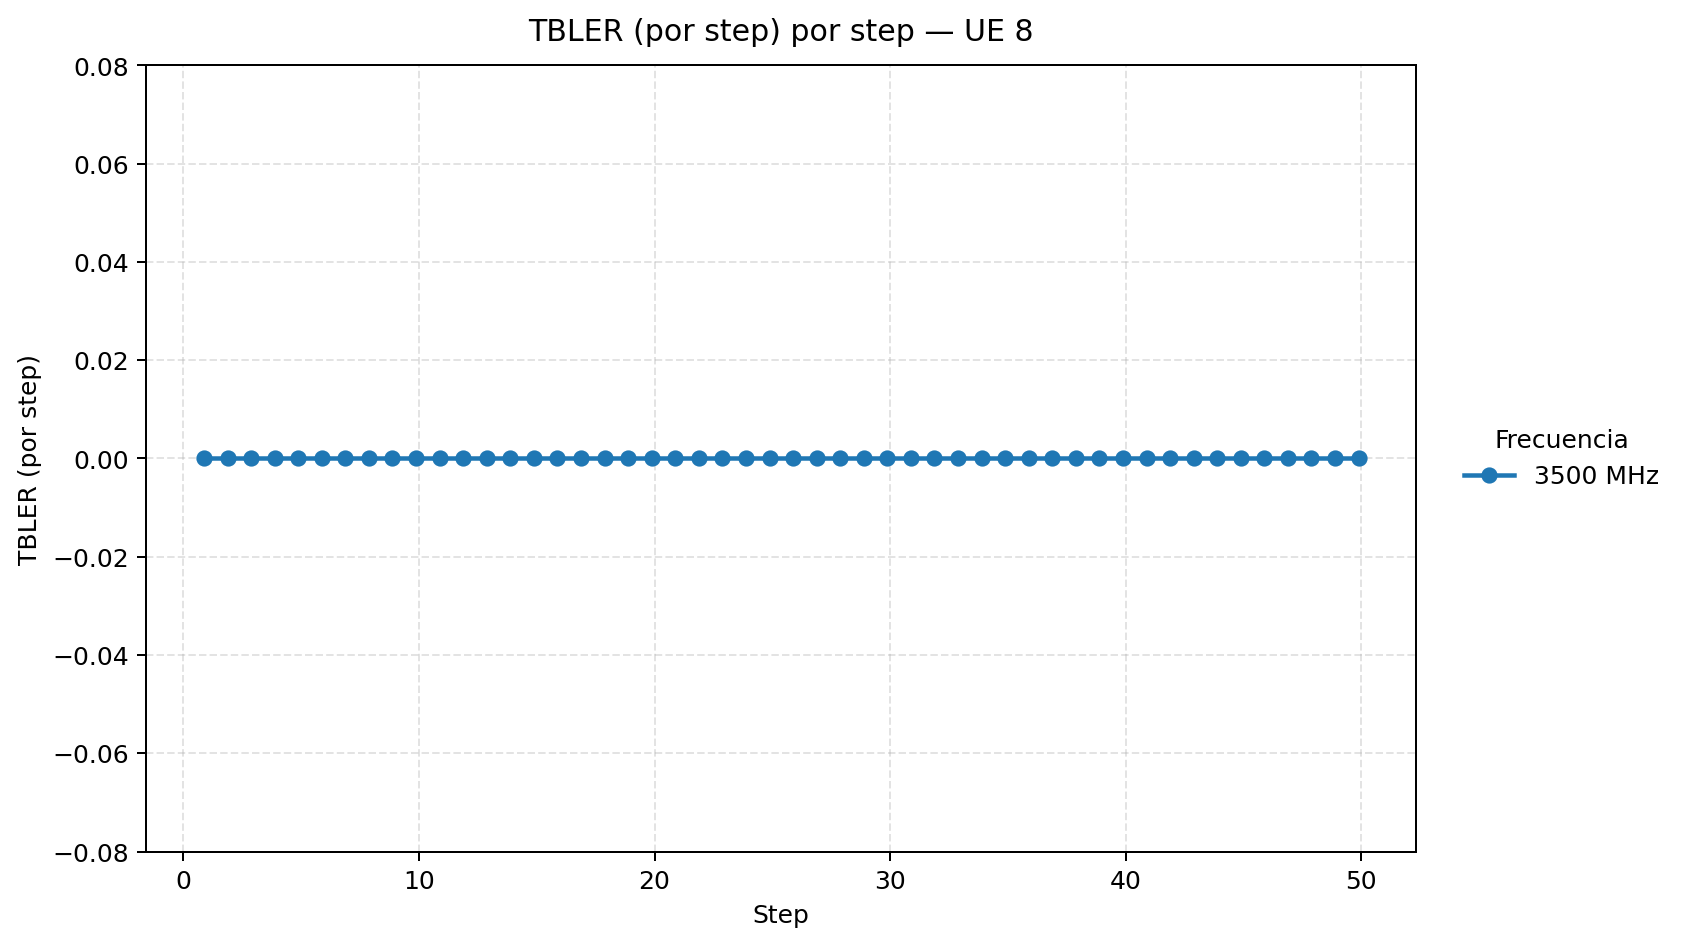 TBLER (por step) por step — UE 8
0.08
0.06
0.04
0.02
0.00
−0.02
−0.04
−0.06
−0.08
TBLER (por step)
0 10 20 30 40 50
Step
Frecuencia
3500 MHz